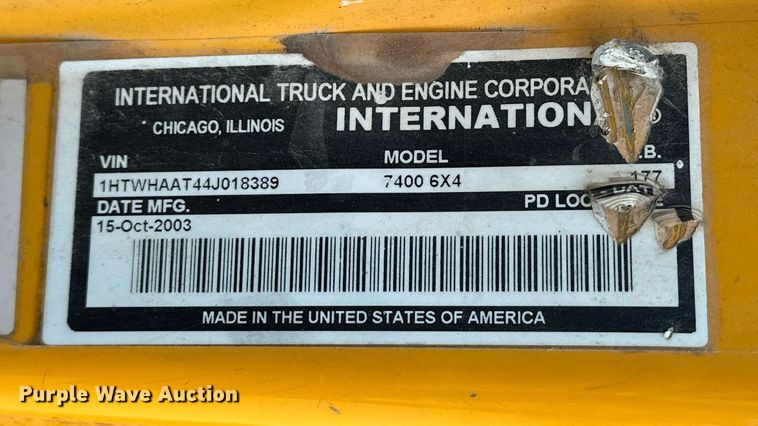 INTERNATIONAL TRUCK AND ENGINE CORPORA
CHICAGO, ILLINOIS INTERNATION ®
VIN MODEL .B.
1HTWHAAT44J018389 7400 6X4 177
DATE MFG. PD LOC DATE
15-Oct-2003
MADE IN THE UNITED STATES OF AMERICA
Purple Wave Auction